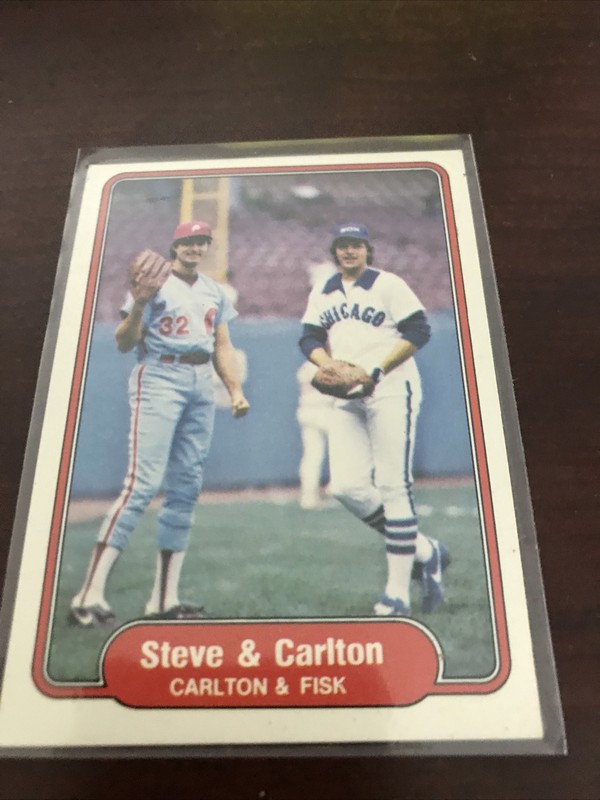 32
CHICAGO
Steve & Carlton
CARLTON & FISK